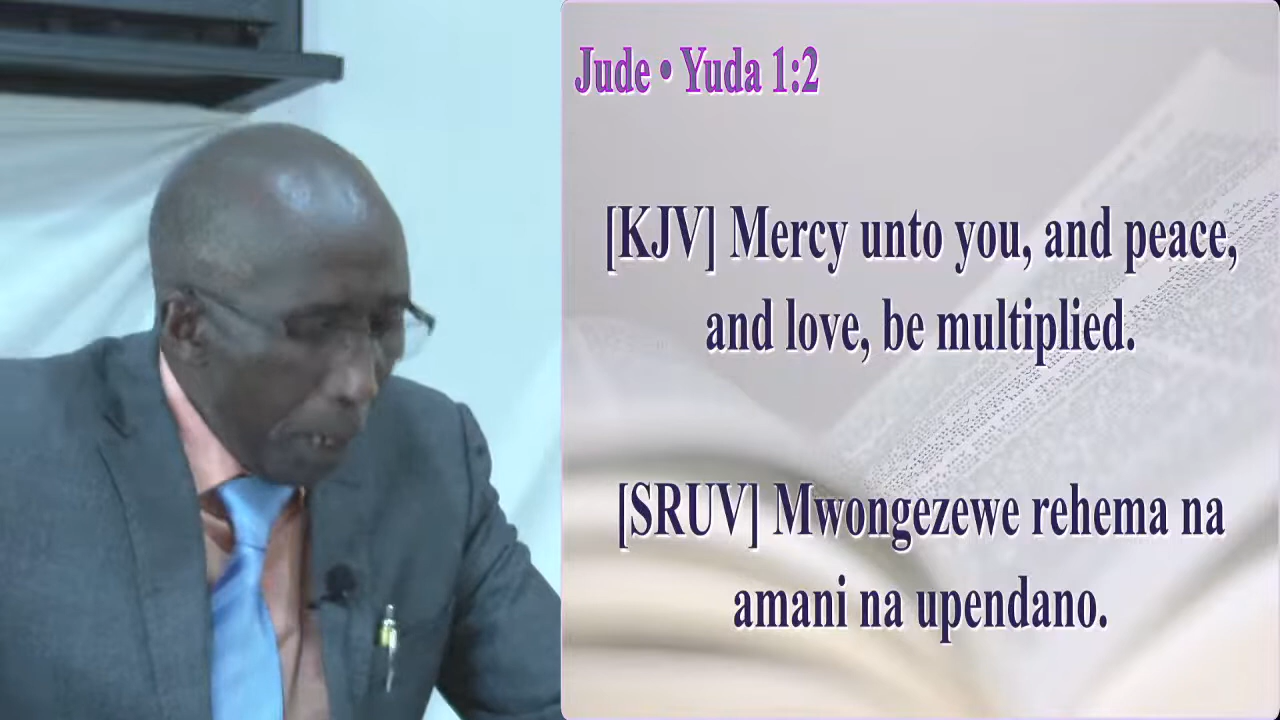 Jude • Yuda 1:2
[KJV] Mercy unto you, and peace,
and love, be multiplied.
[SRUV] Mwongezewe rehema na
amani na upendano.